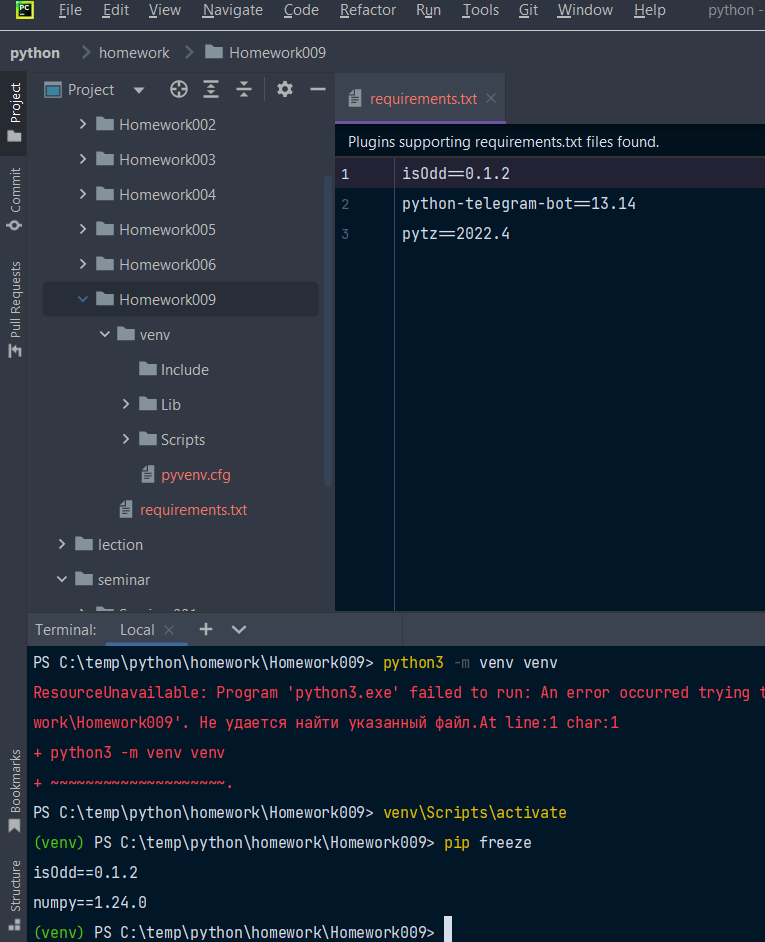 PC
File Edit View Navigate Code Refactor Run Tools Git Window Help python -
python homework Homework009
Project
Commit
Pull Requests
Bookmarks
Structure
Project
Homework002
Homework003
Homework004
Homework005
Homework006
Homework009
venv
Include
Lib
Scripts
pyvenv.cfg
requirements.txt
lection
seminar
requirements.txt
Plugins supporting requirements.txt files found.
1 isOdd==0.1.2
2 python-telegram-bot==13.14
3 pytz==2022.4
Terminal: Local
PS C:\temp\python\homework\Homework009> python3 -m venv venv
ResourceUnavailable: Program 'python3.exe' failed to run: An error occurred trying t
work\Homework009'. Не удается найти указанный файл.At line:1 char:1
+ python3 -m venv venv
+ ~~~~~~~~~~~~~~~~~~~~.
PS C:\temp\python\homework\Homework009> venv\Scripts\activate
(venv) PS C:\temp\python\homework\Homework009> pip freeze
isOdd==0.1.2
numpy==1.24.0
(venv) PS C:\temp\python\homework\Homework009>